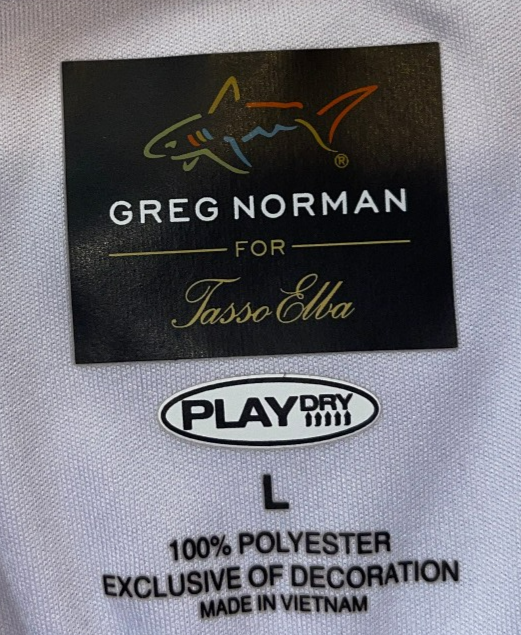 ®
GREG NORMAN
FOR
Tasso Elba
PLAY DRY
L
100% POLYESTER
EXCLUSIVE OF DECORATION
MADE IN VIETNAM